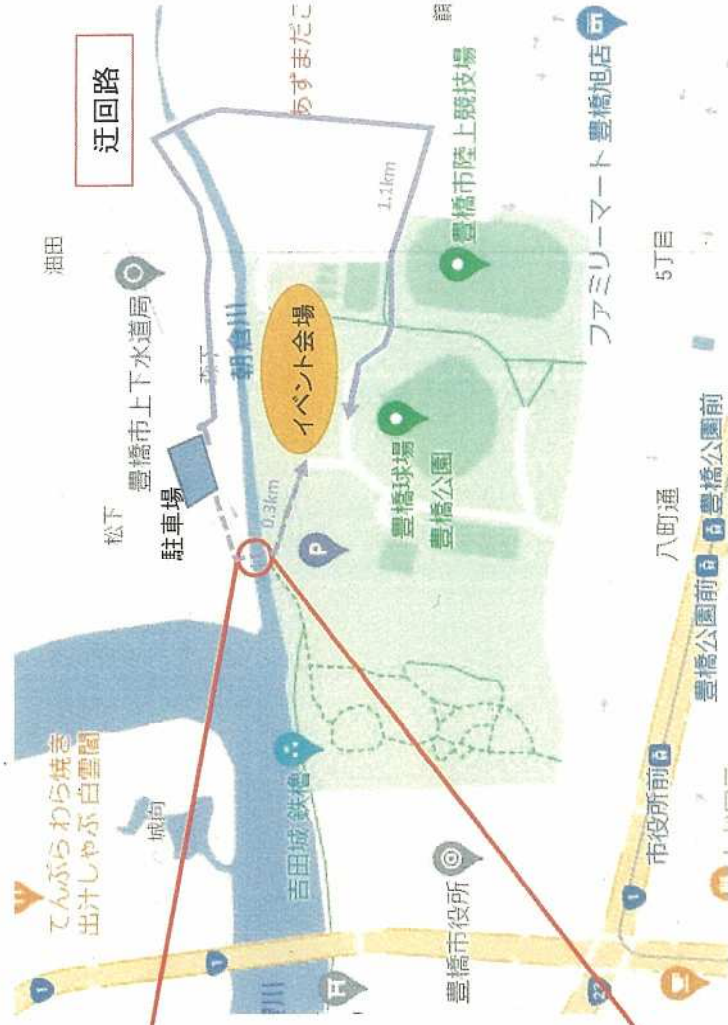 迂回路
油田
あずまだこ
豊橋市上下水道局
松下
駐車場
朝倉川
イベント会場
0.3km
1.1km
豊橋市陸上競技場
豊橋球場
豊橋公園
P
てんぷら わら焼き
出汁しゃぶ 白雲閣
城向
吉田城 鉄櫓
豊橋市役所
ファミリーマート 豊橋旭店
5丁目
八町通
豊橋公園前
豊橋公園前
市役所前
1
1
1
22